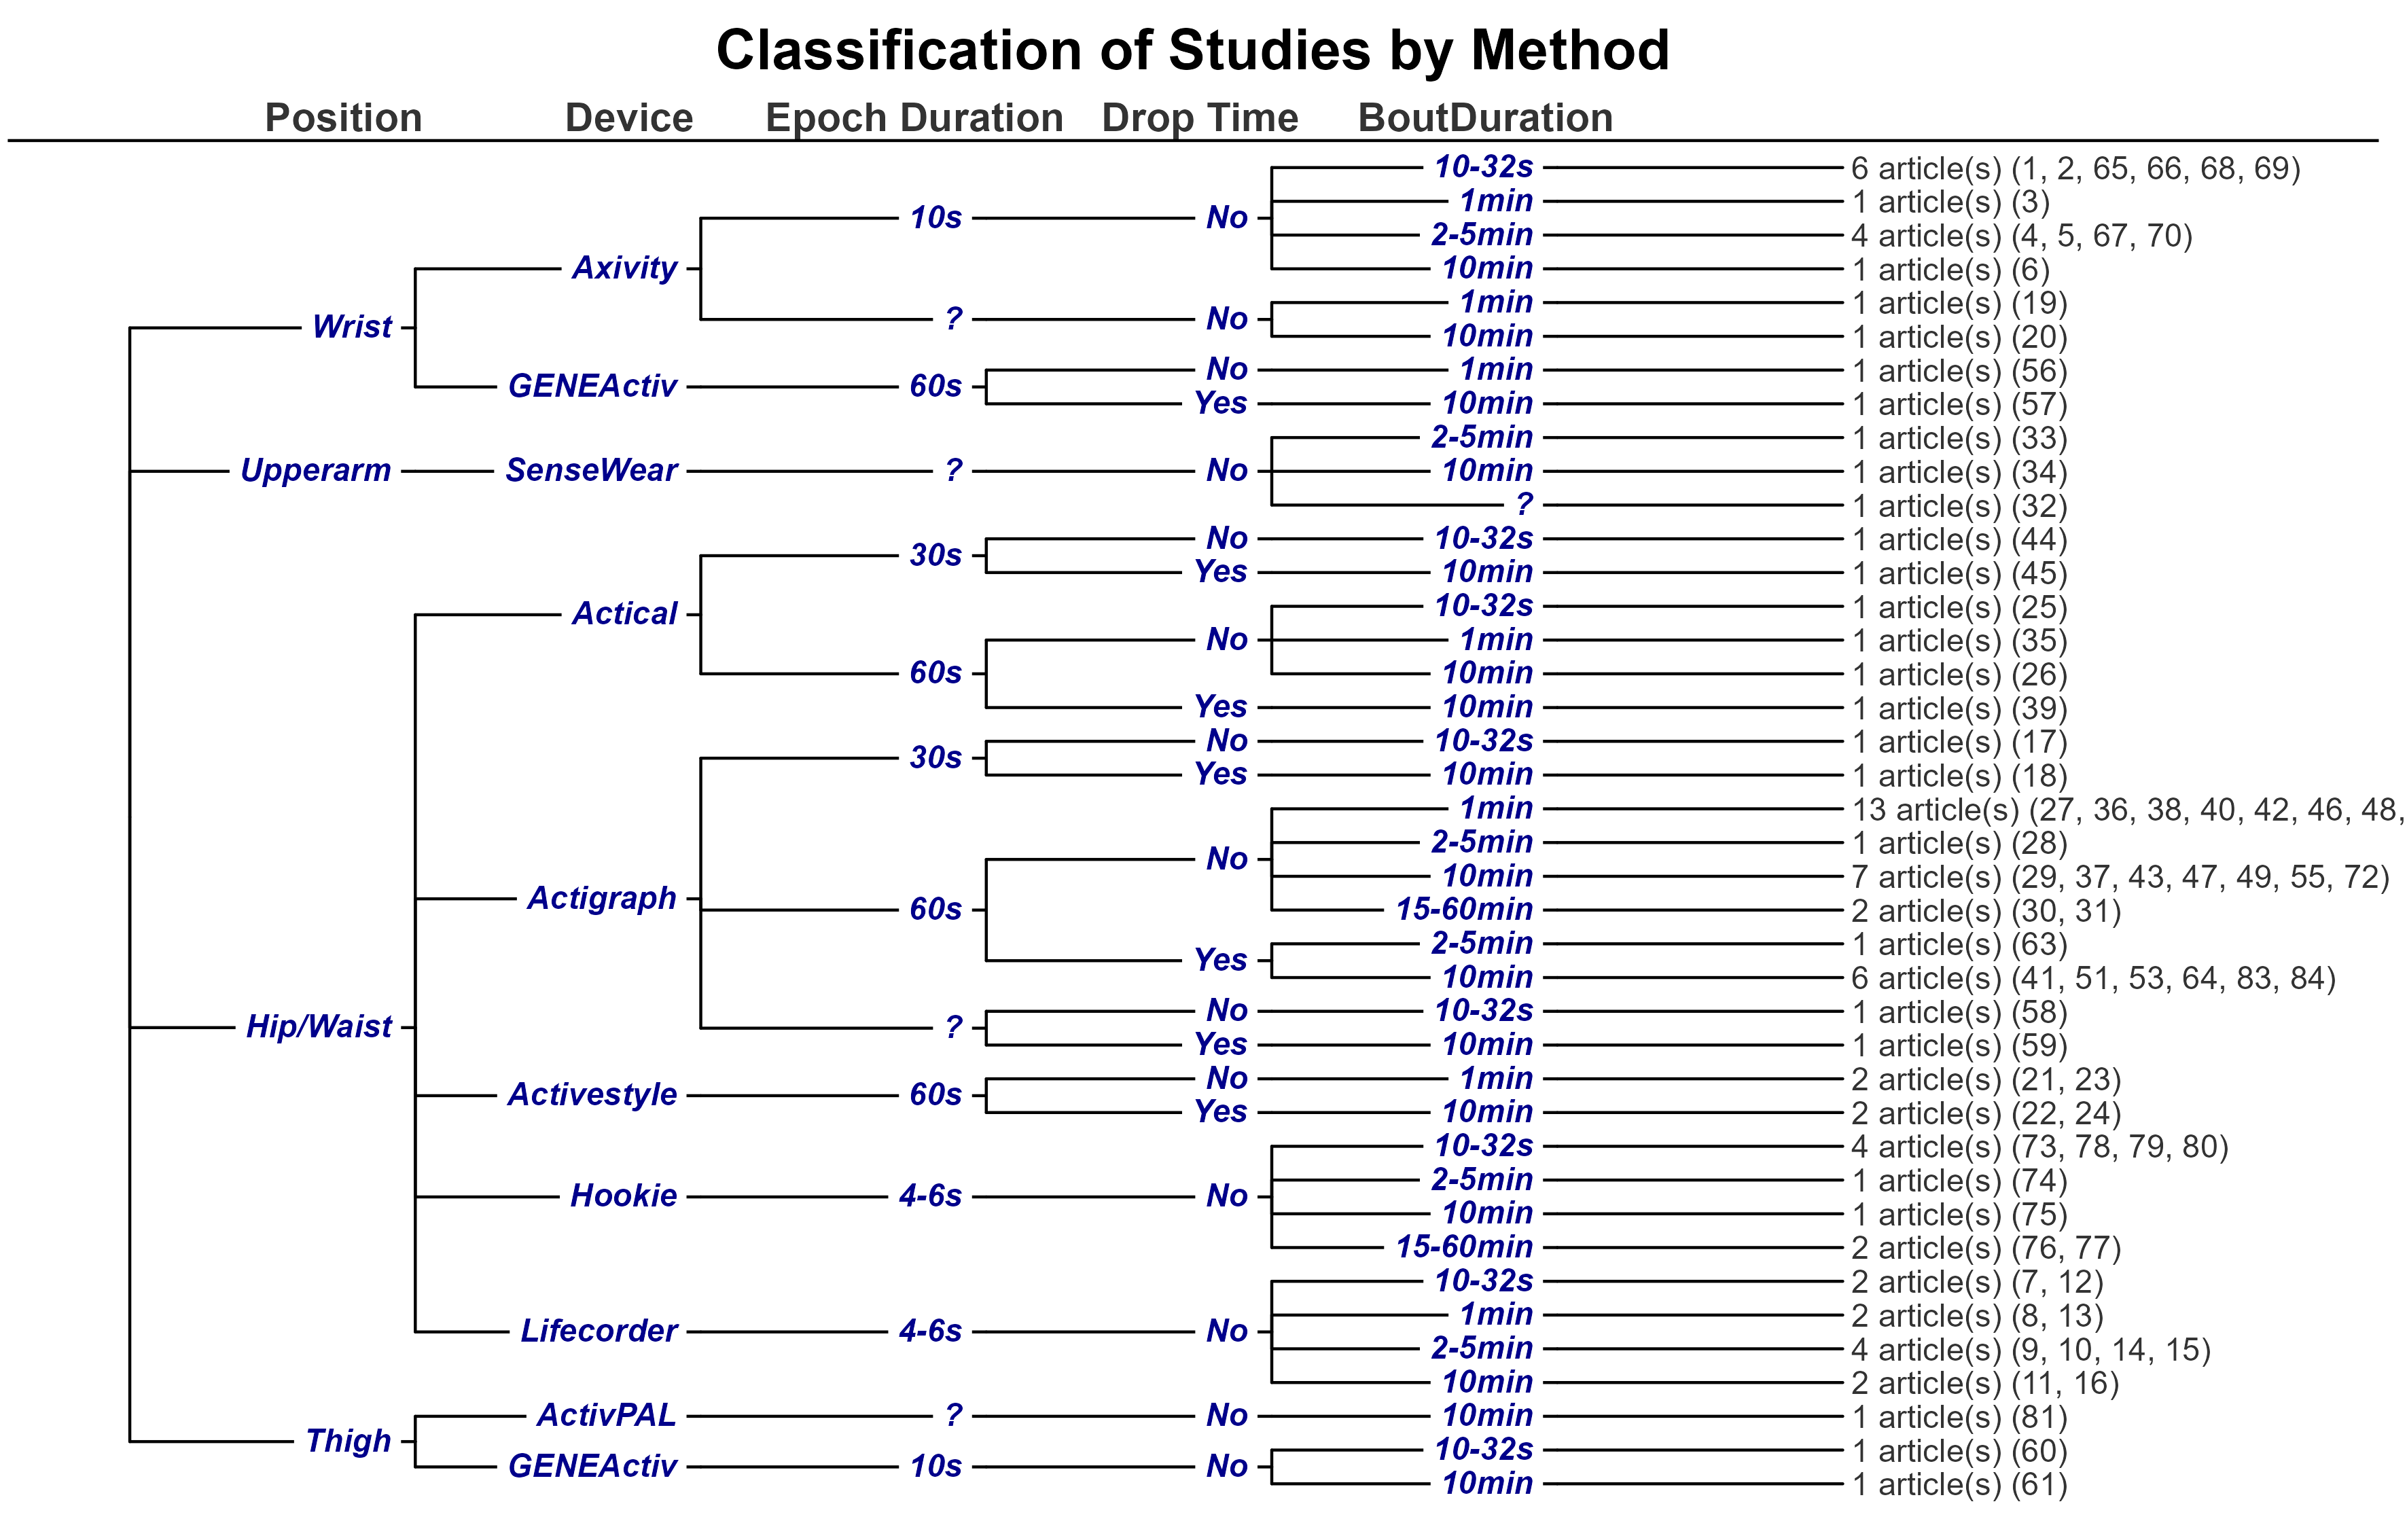 Classification of Studies by Method
Position Device Epoch Duration Drop Time BoutDuration
10-32s 6 article(s) (1, 2, 65, 66, 68, 69)
1min 1 article(s) (3)
10s No
2-5min 4 article(s) (4, 5, 67, 70)
Axivity 10min 1 article(s) (6)
1min 1 article(s) (19)
Wrist ? No
10min 1 article(s) (20)
No 1min 1 article(s) (56)
GENEActiv 60s
Yes 10min 1 article(s) (57)
2-5min 1 article(s) (33)
Upperarm SenseWear ? No 10min 1 article(s) (34)
? 1 article(s) (32)
No 10-32s 1 article(s) (44)
30s
Yes 10min 1 article(s) (45)
Actical 10-32s 1 article(s) (25)
No 1min 1 article(s) (35)
60s 10min 1 article(s) (26)
Yes 10min 1 article(s) (39)
No 10-32s 1 article(s) (17)
30s
Yes 10min 1 article(s) (18)
1min 13 article(s) (27, 36, 38, 40, 42, 46, 48,
2-5min 1 article(s) (28)
No
10min 7 article(s) (29, 37, 43, 47, 49, 55, 72)
Actigraph 60s 15-60min 2 article(s) (30, 31)
2-5min 1 article(s) (63)
Yes
10min 6 article(s) (41, 51, 53, 64, 83, 84)
No 10-32s 1 article(s) (58)
Hip/Waist ?
Yes 10min 1 article(s) (59)
No 1min 2 article(s) (21, 23)
Activestyle 60s
Yes 10min 2 article(s) (22, 24)
10-32s 4 article(s) (73, 78, 79, 80)
2-5min 1 article(s) (74)
Hookie 4-6s No
10min 1 article(s) (75)
15-60min 2 article(s) (76, 77)
10-32s 2 article(s) (7, 12)
1min 2 article(s) (8, 13)
Lifecorder 4-6s No
2-5min 4 article(s) (9, 10, 14, 15)
10min 2 article(s) (11, 16)
ActivPAL ? No 10min 1 article(s) (81)
Thigh
10-32s 1 article(s) (60)
GENEActiv 10s No
10min 1 article(s) (61)